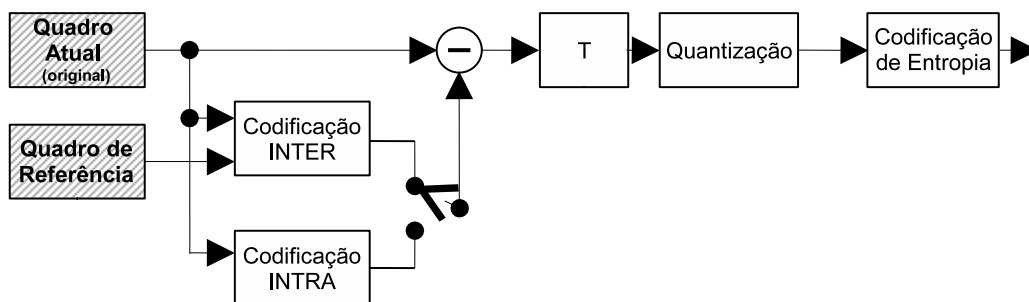 Quadro
Atual
(original)
T
Quantização
Codificação
de Entropia
Codificação
INTER
Quadro de
Referência
Codificação
INTRA